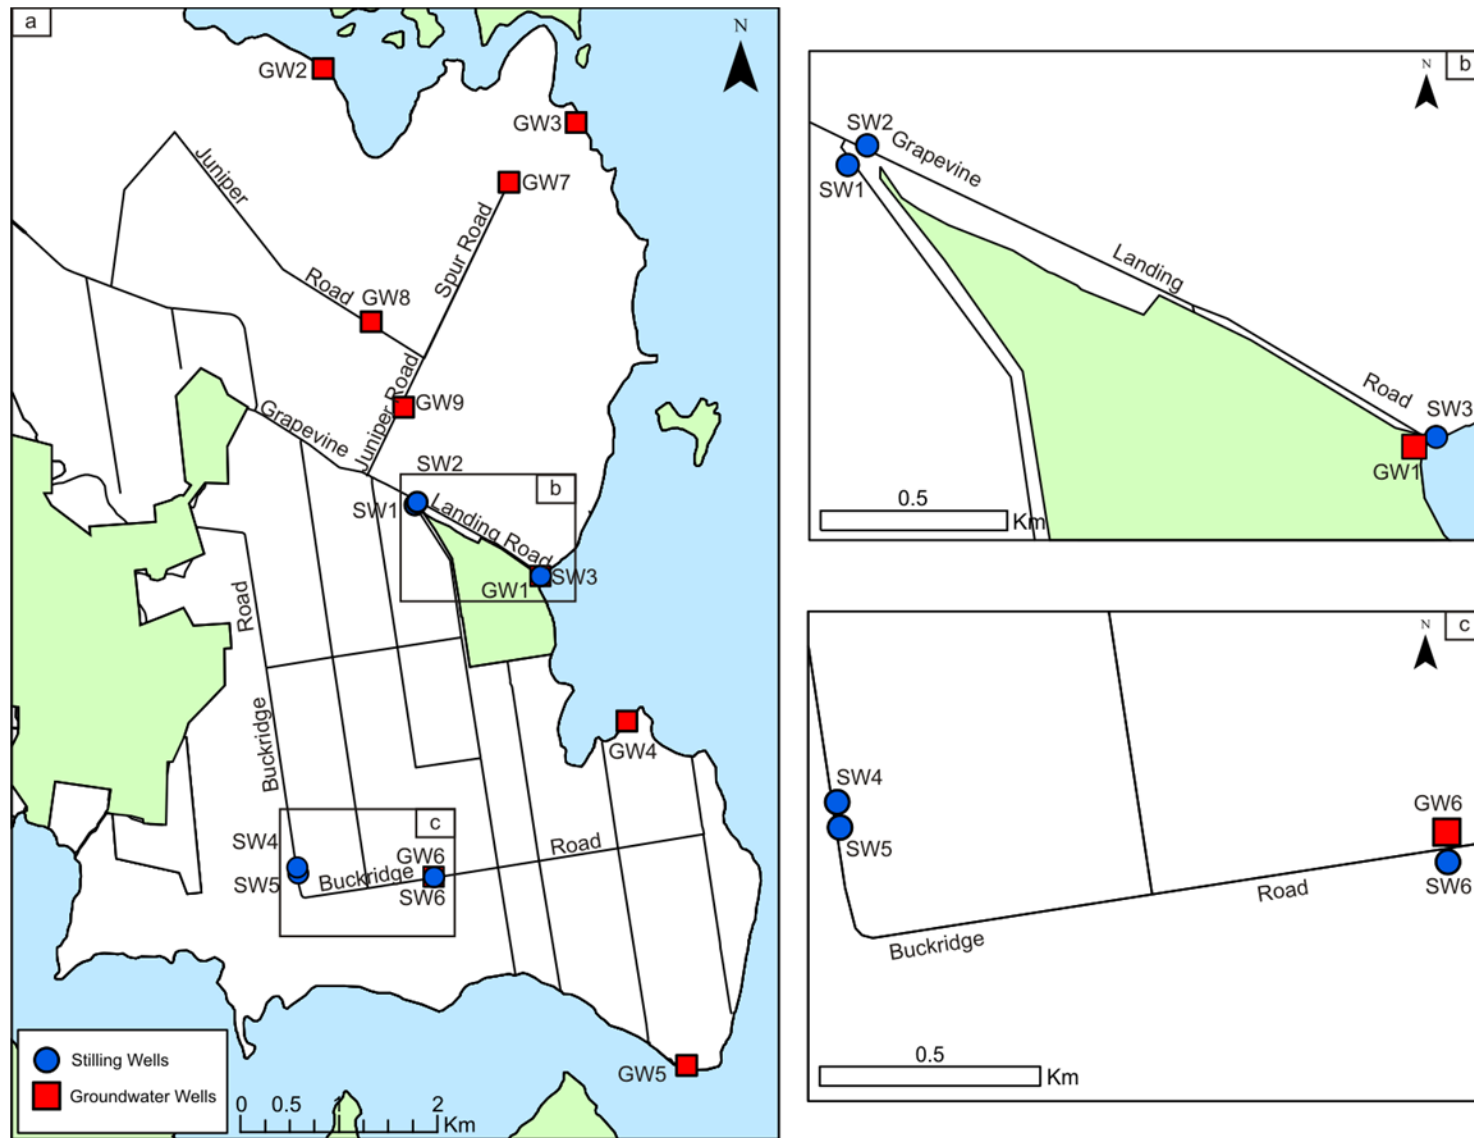 a
N
GW2
GW3
GW7
Juniper
Spur Road
Road
GW8
Juniper Road
GW9
Grapevine
SW2
b
SW1
Landing Road
GW1
SW3
Road
Buckridge
GW4
c
SW4
GW6
Road
SW5
Buckridge
SW6
GW5
Stilling Wells
Groundwater Wells
0 0.5 1 2
Km
b
N
SW2
Grapevine
SW1
Landing
Road
SW3
GW1
0.5
Km
c
N
SW4
GW6
SW5
SW6
Road
Buckridge
0.5
Km